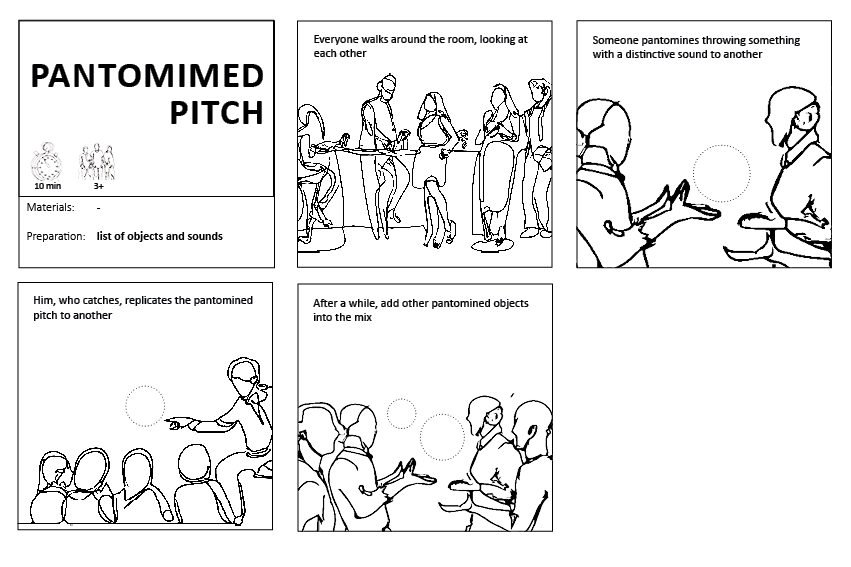 PANTOMIMED
PITCH
10 min
3+
Materials: -
Preparation: list of objects and sounds
Everyone walks around the room, looking at
each other
Someone pantomines throwing something
with a distinctive sound to another
Him, who catches, replicates the pantomined
pitch to another
After a while, add other pantomined objects
into the mix